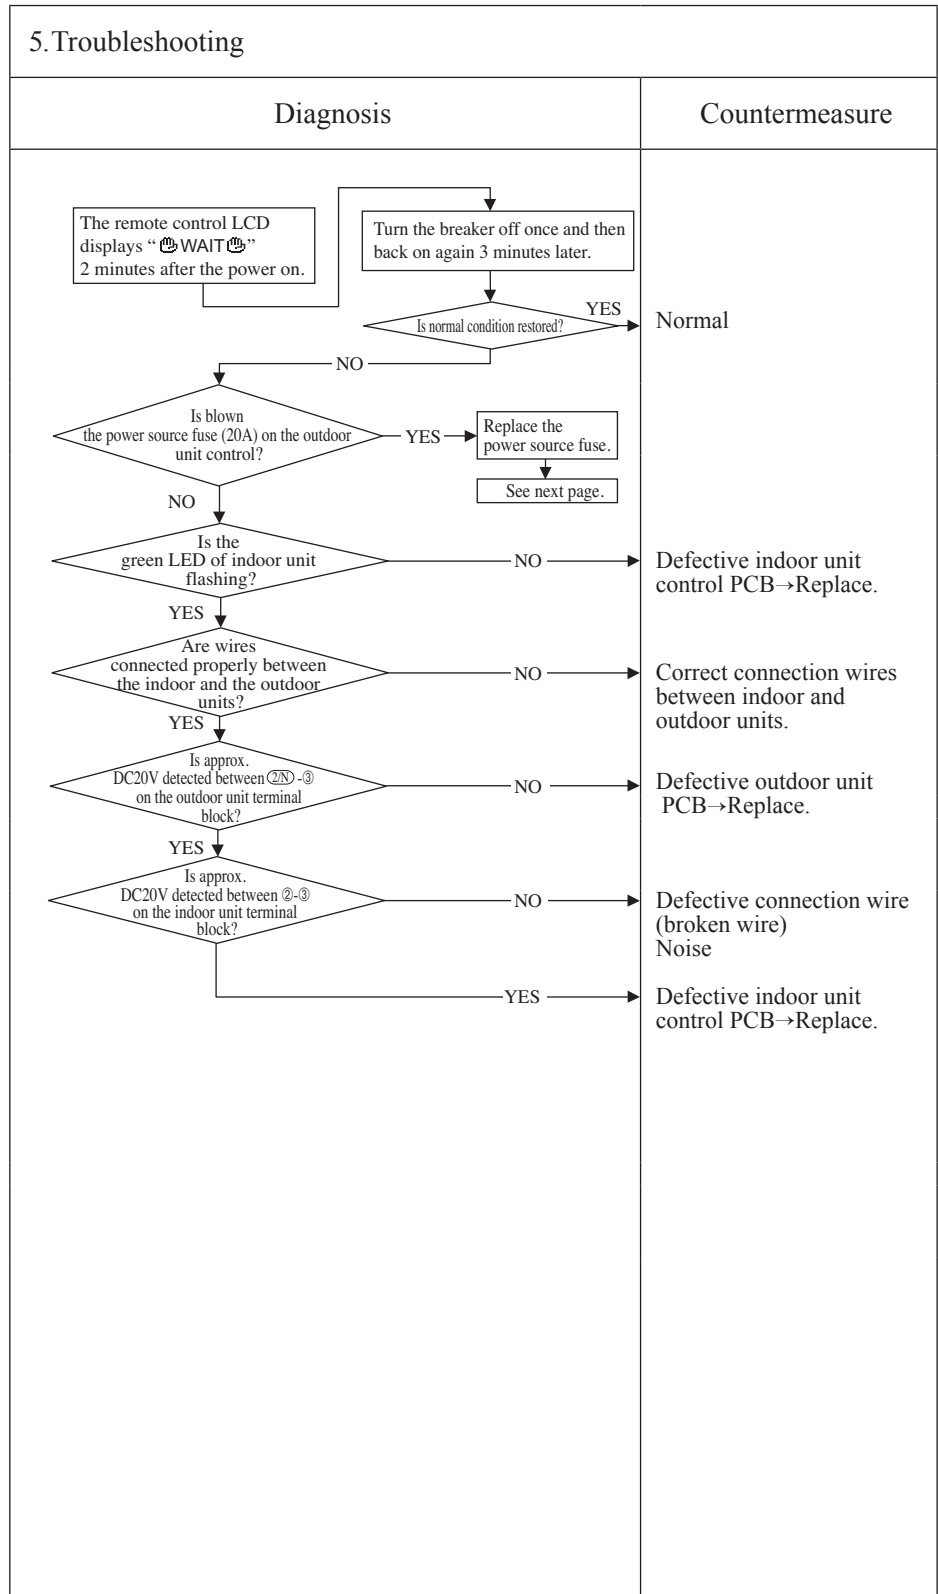 5.Troubleshooting
Diagnosis
Countermeasure
The remote control LCD
displays “ WAIT ”
2 minutes after the power on.
Turn the breaker off once and then
back on again 3 minutes later.
Is normal condition restored?
YES
Normal
NO
Is blown
the power source fuse (20A) on the outdoor
unit control?
YES
Replace the
power source fuse.
See next page.
NO
Is the
green LED of indoor unit
flashing?
NO
Defective indoor unit
control PCB→Replace.
YES
Are wires
connected properly between
the indoor and the outdoor
units?
NO
Correct connection wires
between indoor and
outdoor units.
YES
Is approx.
DC20V detected between 2/N -③
on the outdoor unit terminal
block?
NO
Defective outdoor unit
PCB→Replace.
YES
Is approx.
DC20V detected between ②-③
on the indoor unit terminal
block?
NO
Defective connection wire
(broken wire)
Noise
YES
Defective indoor unit
control PCB→Replace.